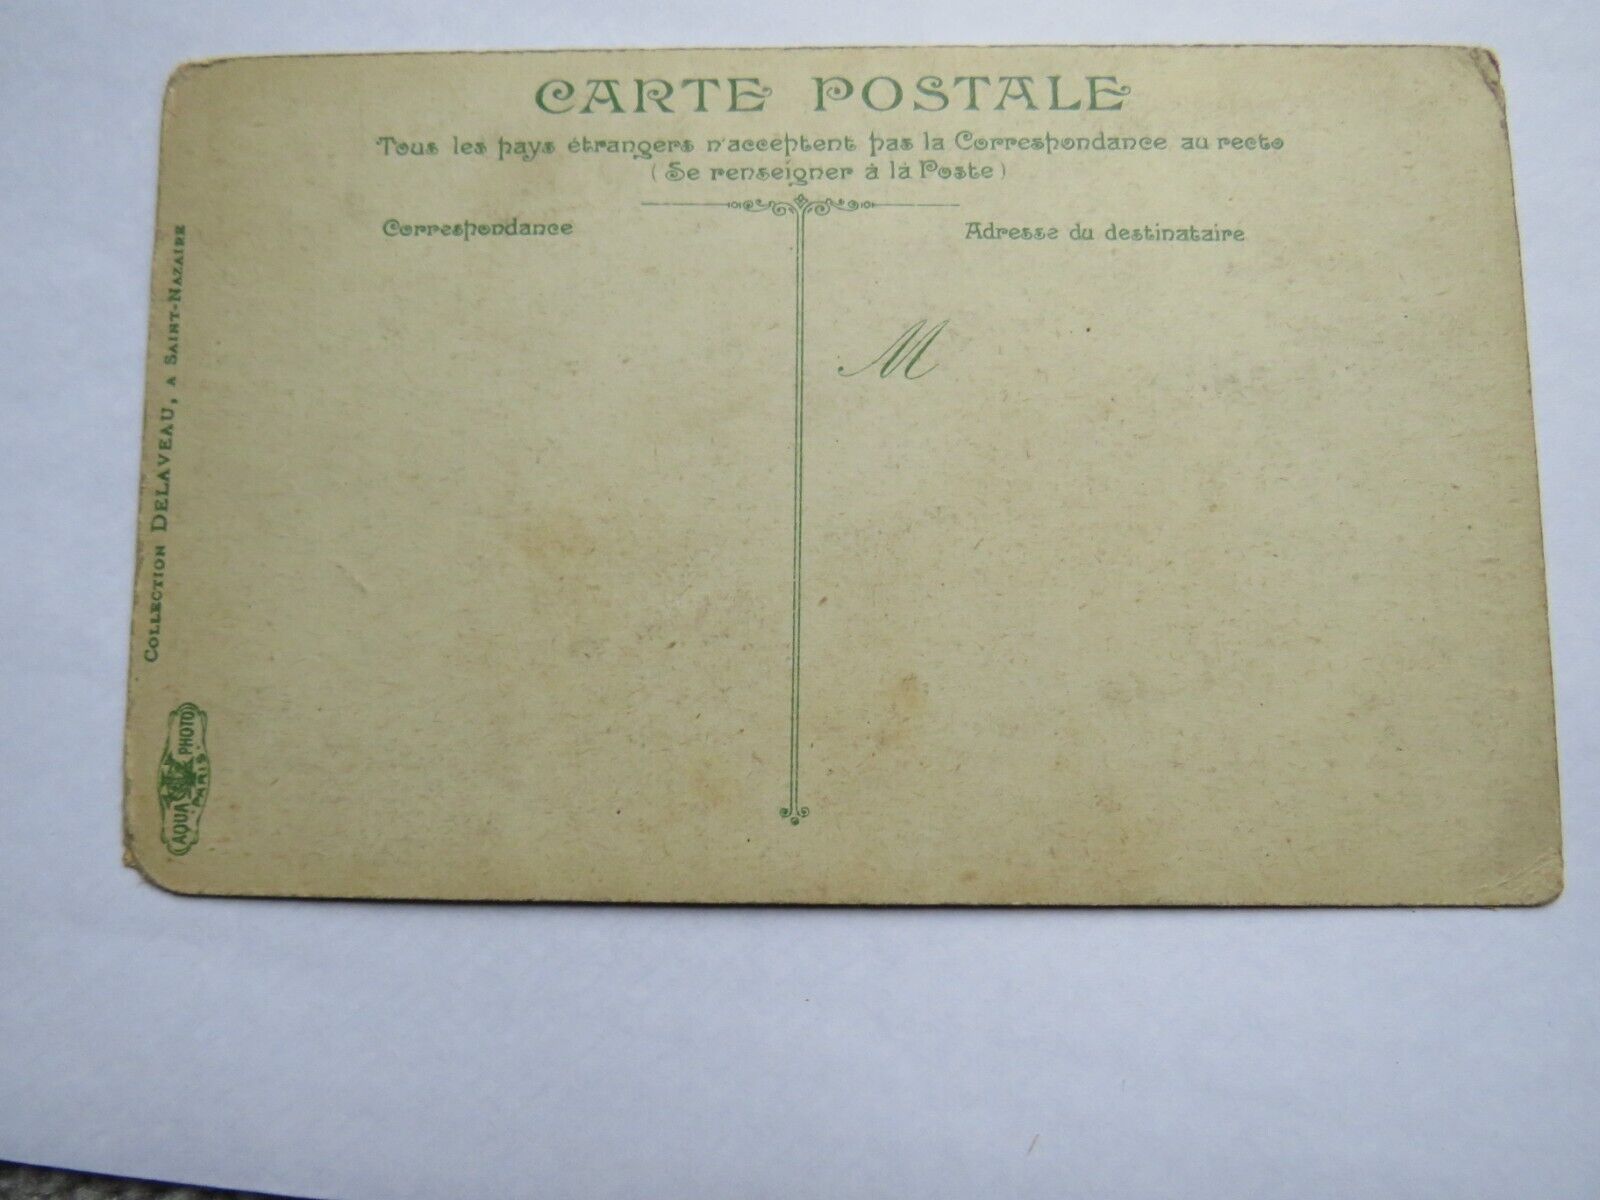 CARTE POSTALE
Tous les pays étrangers n'acceptent pas la Correspondance au recto
(Se renseigner à la Poste)
Correspondance
Adresse du destinataire
M
COLLECTION DELAVEAU, A SAINT-NAZAIRE
AQUA PHOTO
PARIS